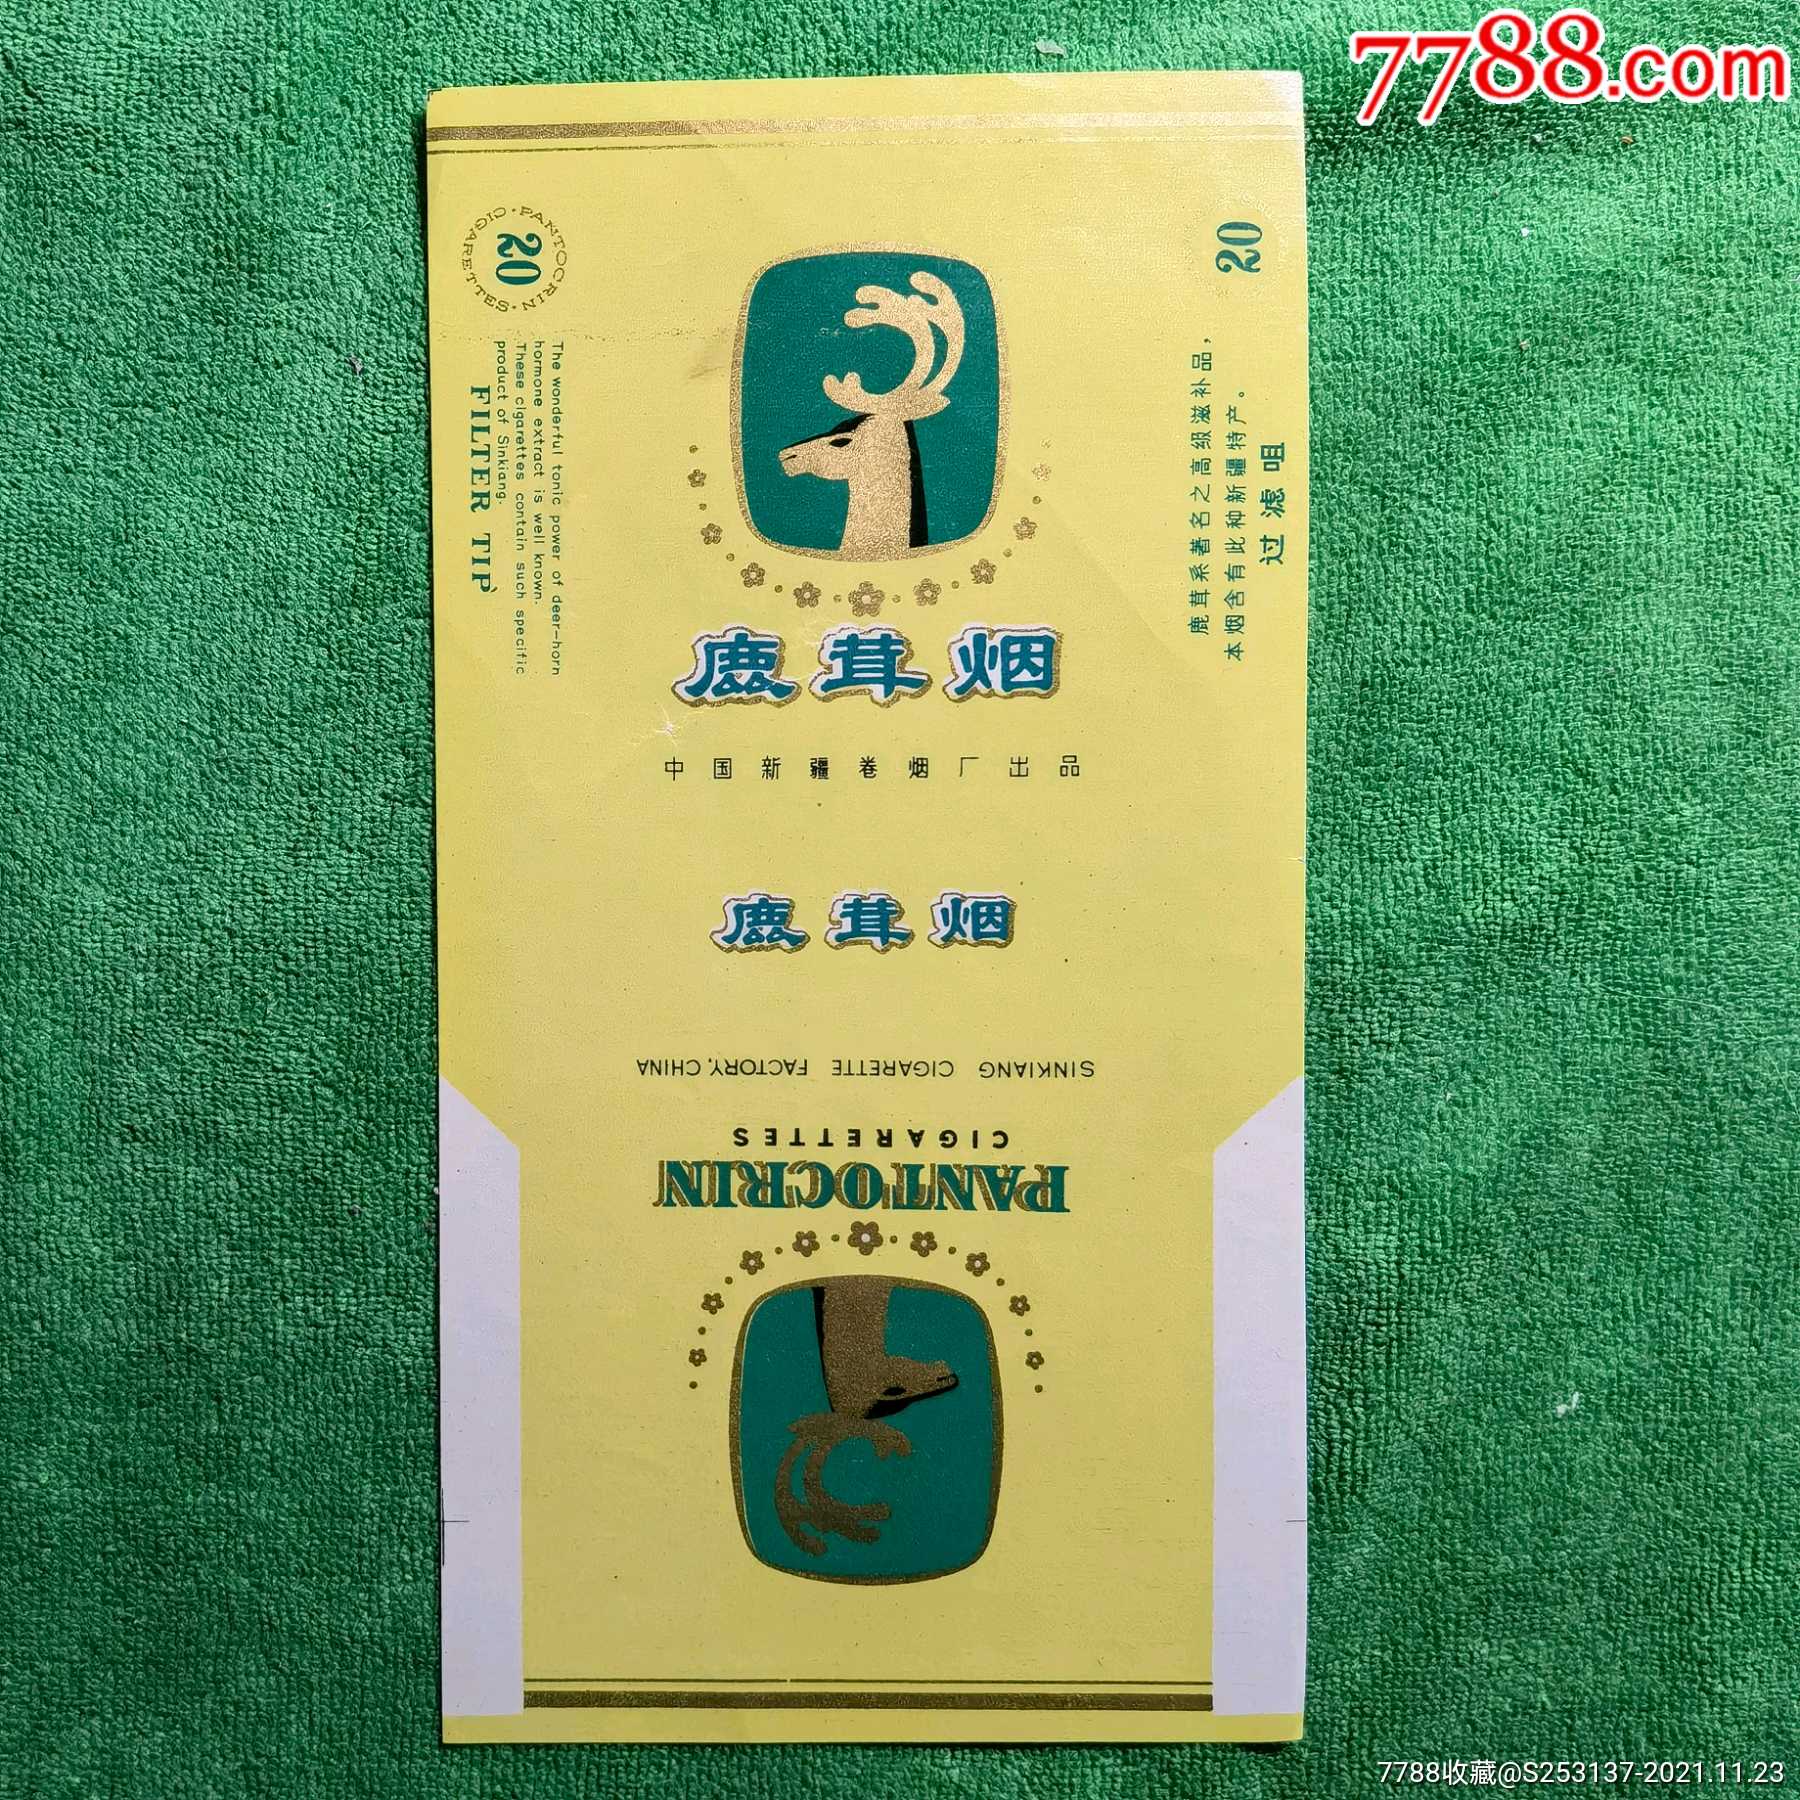 7788.com
CIGARETTES · PANTOCRIN ·
20
The wonderful tonic power of deer-horn
hormone extract is well known.
These cigarettes contain such specific
product of Sinkiang.
FILTER TIP
20
鹿茸系著名之高级滋补品，
本烟含有此种新疆特产。
过滤咀
鹿茸烟
中国新疆卷烟厂出品
鹿茸烟
SINKIANG CIGARETTE FACTORY, CHINA
CIGARETTES
PANTOCRIN
7788收藏@S253137-2021.11.23